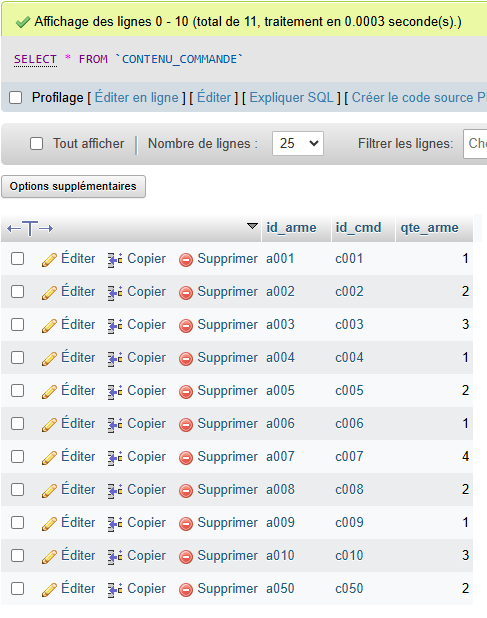 Affichage des lignes 0 - 10 (total de 11, traitement en 0.0003 seconde(s).)
SELECT * FROM `CONTENU_COMMANDE`
Profilage [ Éditer en ligne ] [ Éditer ] [ Expliquer SQL ] [ Créer le code source P
Tout afficher Nombre de lignes : 25 Filtrer les lignes: Che
Options supplémentaires
←T→ id_arme id_cmd qte_arme
Éditer Copier Supprimer a001 c001 1
Éditer Copier Supprimer a002 c002 2
Éditer Copier Supprimer a003 c003 3
Éditer Copier Supprimer a004 c004 1
Éditer Copier Supprimer a005 c005 2
Éditer Copier Supprimer a006 c006 1
Éditer Copier Supprimer a007 c007 4
Éditer Copier Supprimer a008 c008 2
Éditer Copier Supprimer a009 c009 1
Éditer Copier Supprimer a010 c010 3
Éditer Copier Supprimer a050 c050 2